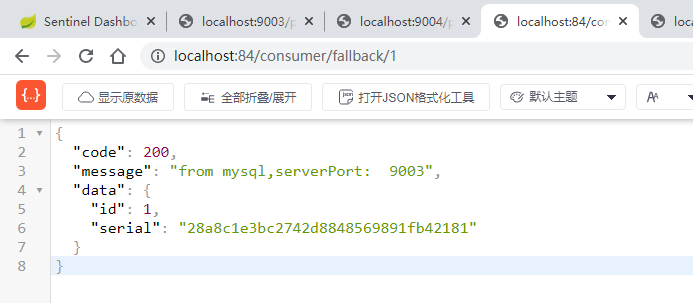 Sentinel Dashbo
localhost:9003/p
localhost:9004/p
localhost:84/con
loc
localhost:84/consumer/fallback/1
{..} 显示原数据 全部折叠/展开 打开JSON格式化工具 默认主题 AA
1 {
2 "code": 200,
3 "message": "from mysql,serverPort:  9003",
4 "data": {
5 "id": 1,
6 "serial": "28a8c1e3bc2742d8848569891fb42181"
7 }
8 }